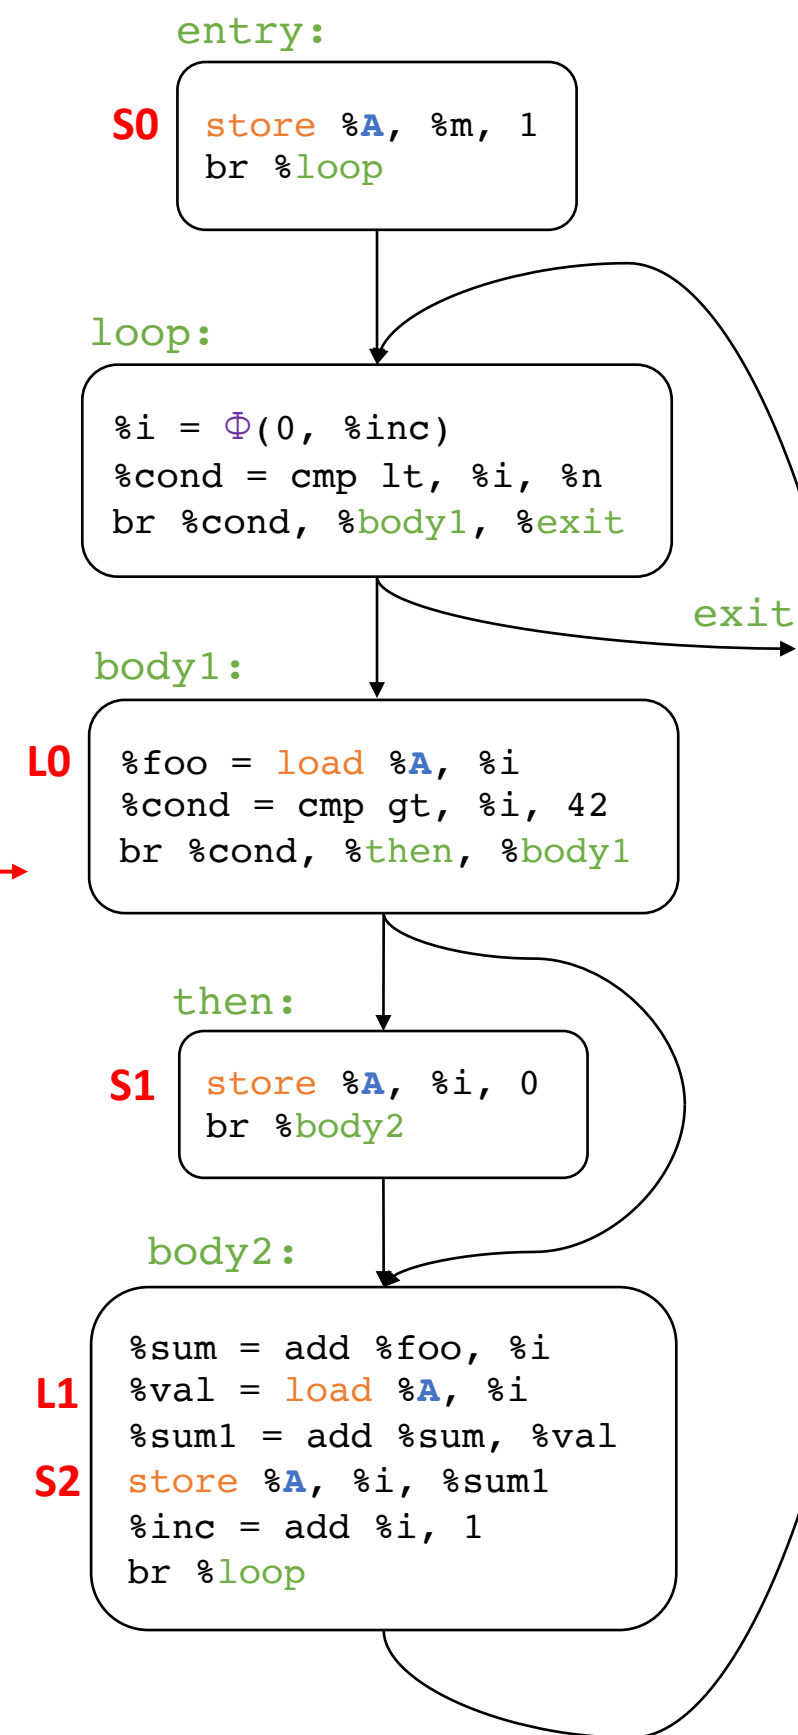 entry:
S0 store %A, %m, 1
br %loop
loop:
%i = Φ(0, %inc)
%cond = cmp lt, %i, %n
br %cond, %body1, %exit
exit
body1:
L0 %foo = load %A, %i
%cond = cmp gt, %i, 42
br %cond, %then, %body1
then:
S1 store %A, %i, 0
br %body2
body2:
%sum = add %foo, %i
L1 %val = load %A, %i
%sum1 = add %sum, %val
S2 store %A, %i, %sum1
%inc = add %i, 1
br %loop